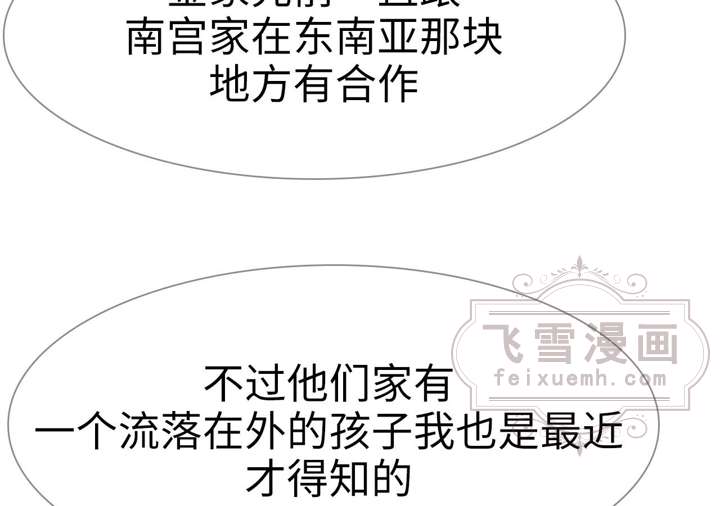 南宫家在东南亚那块
地方有合作
飞雪漫画
feixuemh.com
不过他们家有
一个流落在外的孩子我也是最近
才得知的